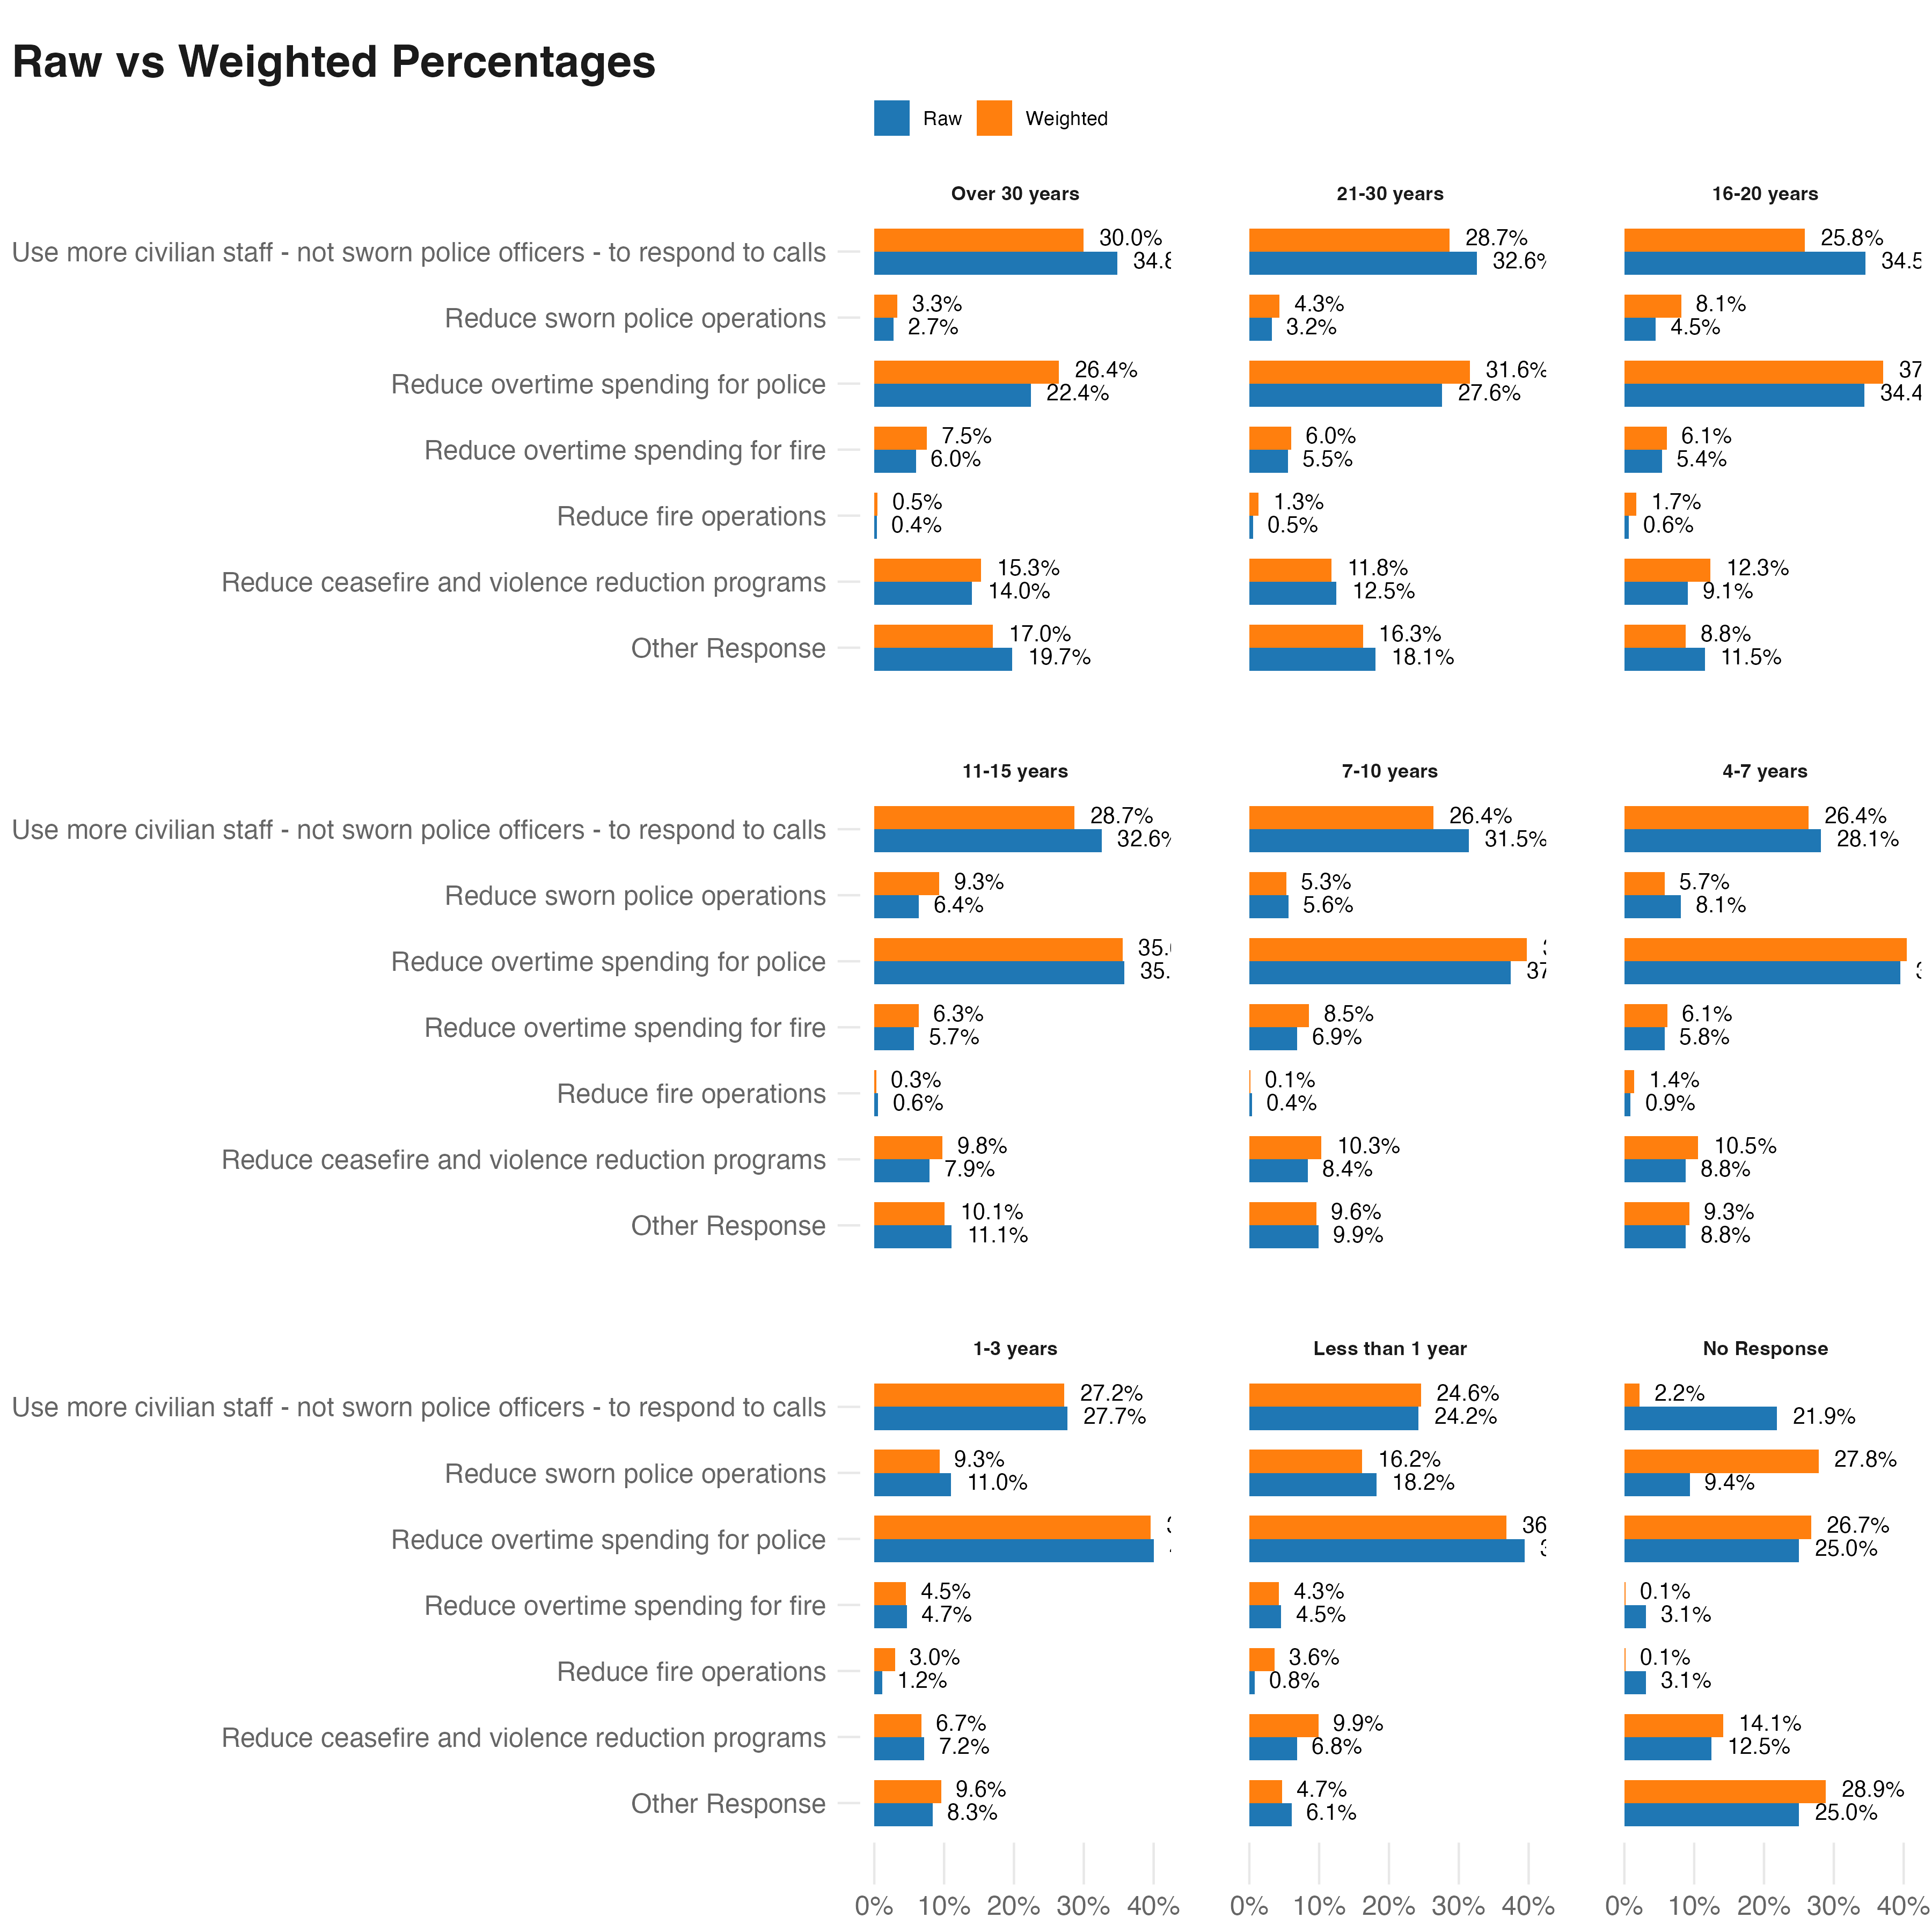 Raw vs Weighted Percentages
Raw Weighted
Over 30 years 21-30 years 16-20 years
Use more civilian staff - not sworn police officers - to respond to calls
30.0% 28.7% 25.8%
34.8 32.6% 34.5
Reduce sworn police operations
3.3% 4.3% 8.1%
2.7% 3.2% 4.5%
Reduce overtime spending for police
26.4% 31.6% 37
22.4% 27.6% 34.4
Reduce overtime spending for fire
7.5% 6.0% 6.1%
6.0% 5.5% 5.4%
Reduce fire operations
0.5% 1.3% 1.7%
0.4% 0.5% 0.6%
Reduce ceasefire and violence reduction programs
15.3% 11.8% 12.3%
14.0% 12.5% 9.1%
Other Response
17.0% 16.3% 8.8%
19.7% 18.1% 11.5%
11-15 years 7-10 years 4-7 years
Use more civilian staff - not sworn police officers - to respond to calls
28.7% 26.4% 26.4%
32.6% 31.5% 28.1%
Reduce sworn police operations
9.3% 5.3% 5.7%
6.4% 5.6% 8.1%
Reduce overtime spending for police
35.
35. 37
Reduce overtime spending for fire
6.3% 8.5% 6.1%
5.7% 6.9% 5.8%
Reduce fire operations
0.3% 0.1% 1.4%
0.6% 0.4% 0.9%
Reduce ceasefire and violence reduction programs
9.8% 10.3% 10.5%
7.9% 8.4% 8.8%
Other Response
10.1% 9.6% 9.3%
11.1% 9.9% 8.8%
1-3 years Less than 1 year No Response
Use more civilian staff - not sworn police officers - to respond to calls
27.2% 24.6% 2.2%
27.7% 24.2% 21.9%
Reduce sworn police operations
9.3% 16.2% 27.8%
11.0% 18.2% 9.4%
Reduce overtime spending for police
36 26.7%
25.0%
Reduce overtime spending for fire
4.5% 4.3% 0.1%
4.7% 4.5% 3.1%
Reduce fire operations
3.0% 3.6% 0.1%
1.2% 0.8% 3.1%
Reduce ceasefire and violence reduction programs
6.7% 9.9% 14.1%
7.2% 6.8% 12.5%
Other Response
9.6% 4.7% 28.9%
8.3% 6.1% 25.0%
0% 10% 20% 30% 40% 0% 10% 20% 30% 40% 0% 10% 20% 30% 40%